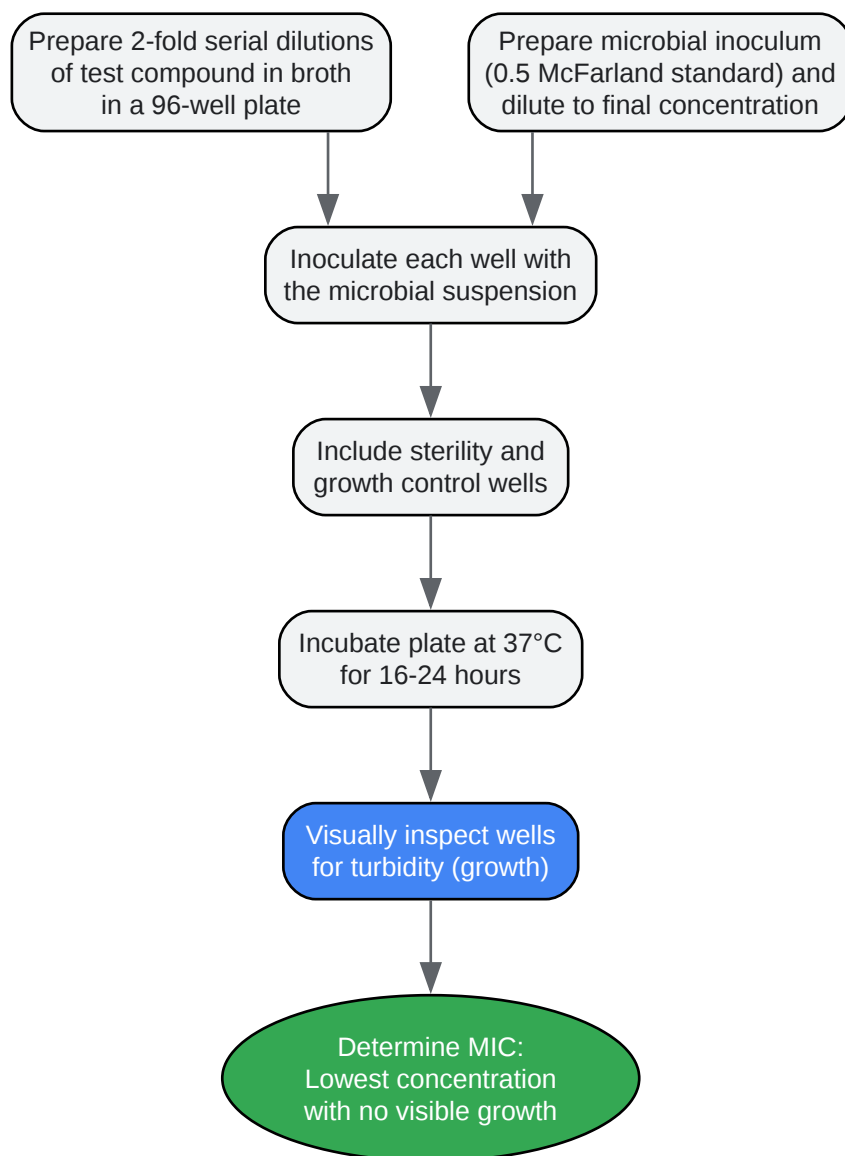 Prepare 2-fold serial dilutions
of test compound in broth
in a 96-well plate
Prepare microbial inoculum
(0.5 McFarland standard) and
dilute to final concentration
Inoculate each well with
the microbial suspension
Include sterility and
growth control wells
Incubate plate at 37°C
for 16-24 hours
Visually inspect wells
for turbidity (growth)
Determine MIC:
Lowest concentration
with no visible growth